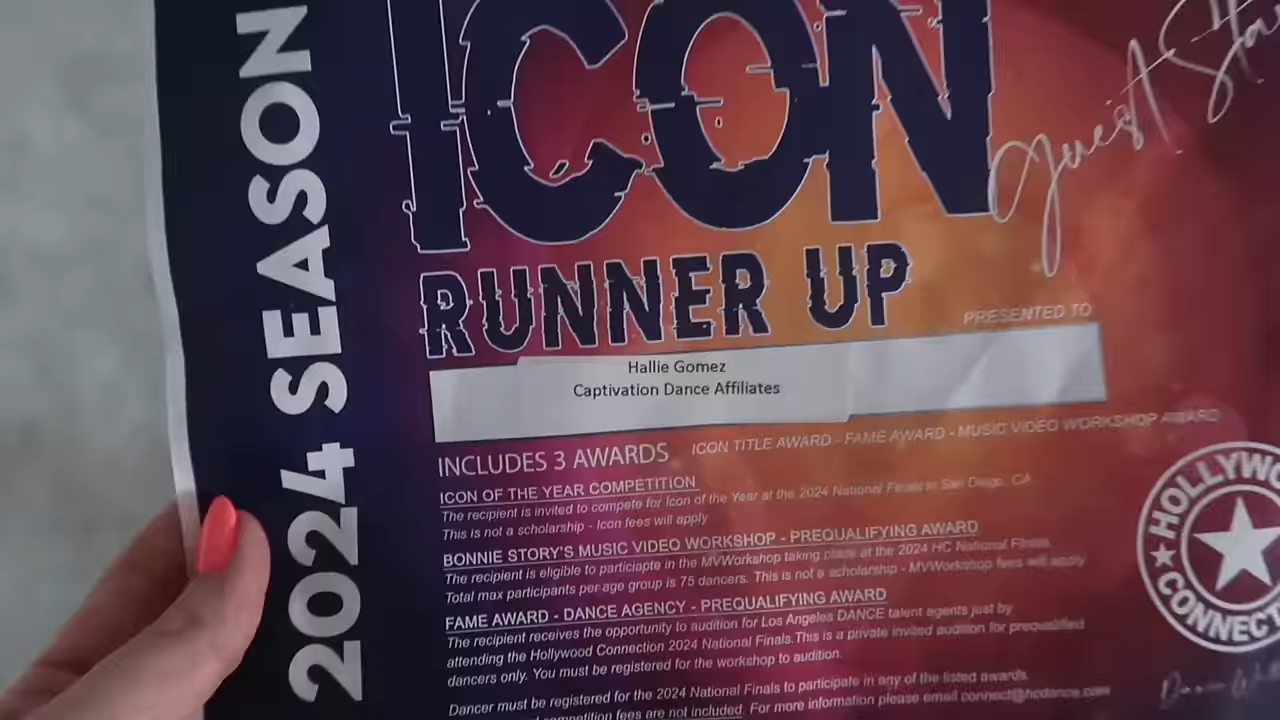 2024 SEASON
ICON
Guest Star
RUNNER UP
PRESENTED TO:
Hallie Gomez
Captivation Dance Affiliates
INCLUDES 3 AWARDS ICON TITLE AWARD - FAME AWARD - MUSIC VIDEO WORKSHOP AWARD
ICON OF THE YEAR COMPETITION
The recipient is invited to compete for Icon of the Year at the 2024 National Finals in San Diego, CA
This is not a scholarship - Icon fees will apply
BONNIE STORY'S MUSIC VIDEO WORKSHOP - PREQUALIFYING AWARD
The recipient is eligible to particiapte in the MVWorkshop taking place at the 2024 HC National Finals
Total max participants per age group is 75 dancers. This is not a scholarship - MVWorkshop fees will apply
FAME AWARD - DANCE AGENCY - PREQUALIFYING AWARD
The recipient receives the opportunity to audition for Los Angeles DANCE talent agents just by
attending the Hollywood Connection 2024 National Finals.This is a private invited audition for prequalified
dancers only. You must be registered for the workshop to audition.
Dancer must be registered for the 2024 National Finals to participate in any of the listed awards
competition fees are not included. For more information please email connect@hcdance.com
HOLLYWO
CONNECT